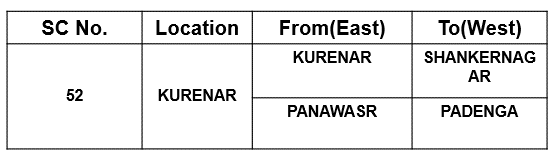 SC No. Location From(East) To(West)
52 KURENAR KURENAR SHANKERNAG
AR
PANAWASR PADENGA